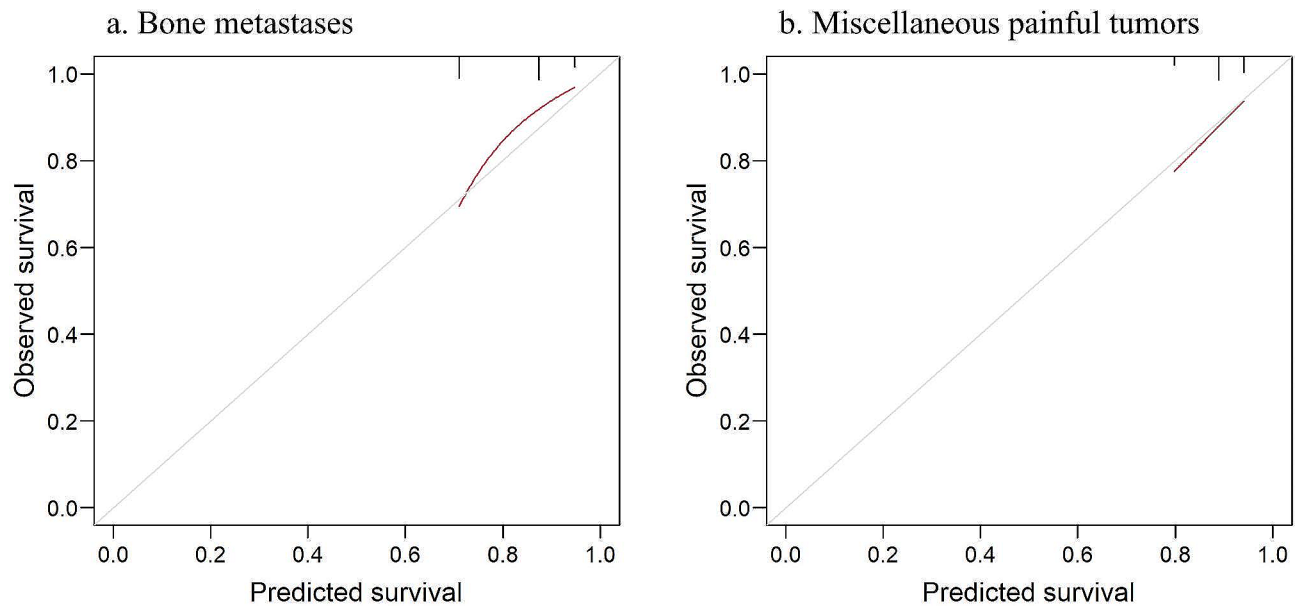 a. Bone metastases
Observed survival
1.0
0.8
0.6
0.4
0.2
0.0
0.0 0.2 0.4 0.6 0.8 1.0
Predicted survival
b. Miscellaneous painful tumors
Observed survival
1.0
0.8
0.6
0.4
0.2
0.0
0.0 0.2 0.4 0.6 0.8 1.0
Predicted survival